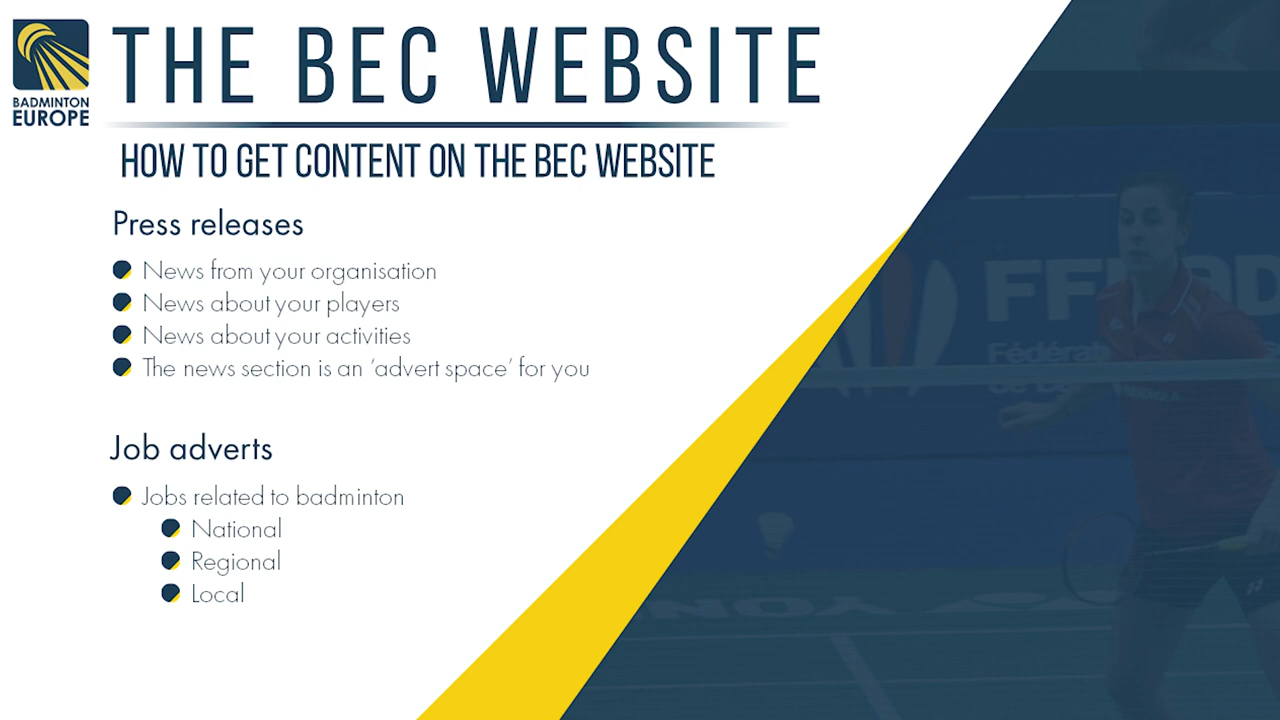 BADMINTON
EUROPE
THE BEC WEBSITE
HOW TO GET CONTENT ON THE BEC WEBSITE
Press releases
News from your organisation
News about your players
News about your activities
The news section is an ‘advert space’ for you
Job adverts
Jobs related to badminton
National
Regional
Local